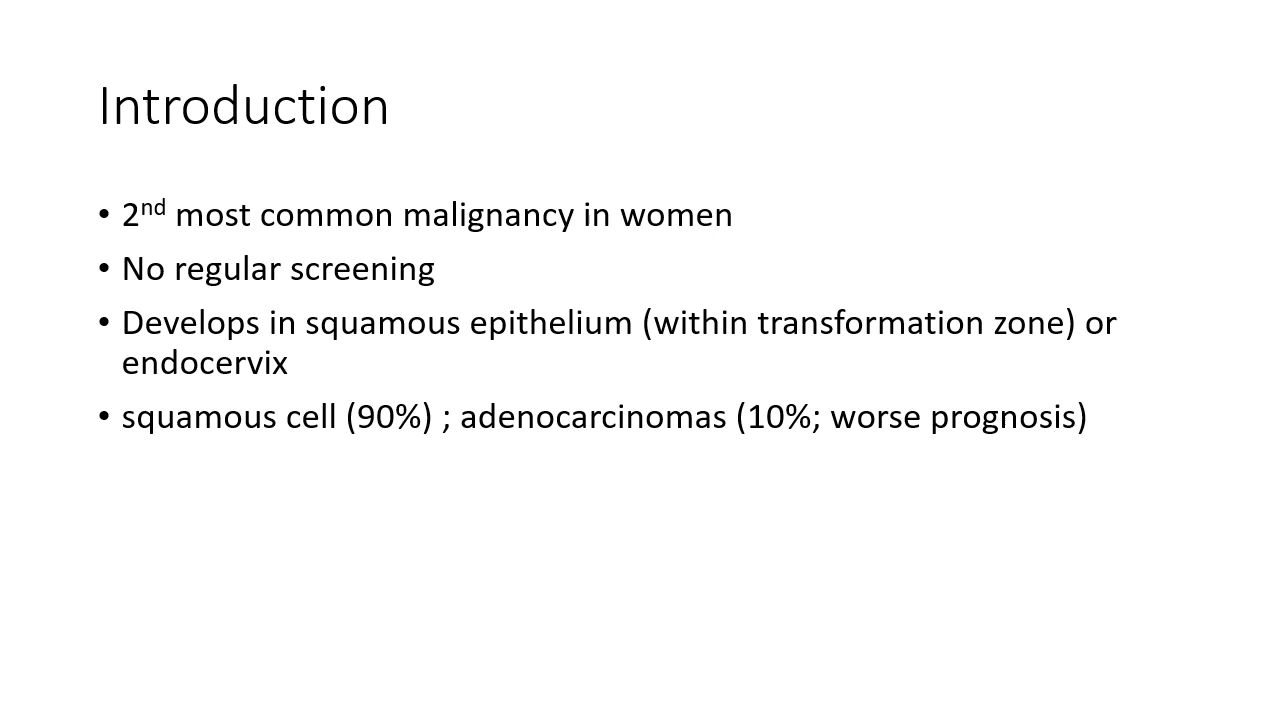 Introduction
• 2nd most common malignancy in women
• No regular screening
• Develops in squamous epithelium (within transformation zone) or
endocervix
• squamous cell (90%) ; adenocarcinomas (10%; worse prognosis)